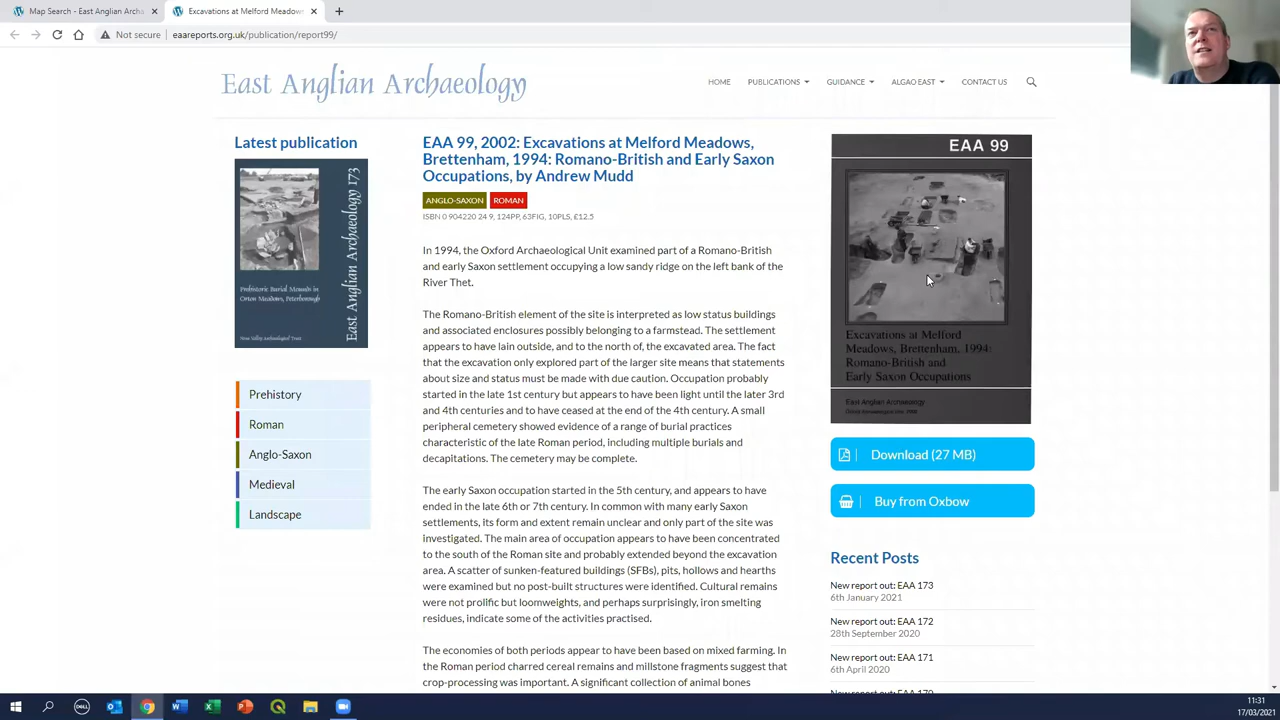 Map Search - East Anglian Archa
Excavations at Melford Meadow
Not secure
eaareports.org.uk/publication/report99/
East Anglian Archaeology
HOME
PUBLICATIONS
GUIDANCE
ALGAO EAST
CONTACT US
Latest publication
Prehistoric Burial Mounds in
Orton Meadows, Peterborough
Nene Valley Archaeological Trust
East Anglian Archaeology 173
Prehistory
Roman
Anglo-Saxon
Medieval
Landscape
EAA 99, 2002: Excavations at Melford Meadows,
Brettenham, 1994: Romano-British and Early Saxon
Occupations, by Andrew Mudd
ANGLO-SAXON
ROMAN
ISBN 0 904220 24 9, 124PP, 63FIG, 10PLS, £12.5
In 1994, the Oxford Archaeological Unit examined part of a Romano-British
and early Saxon settlement occupying a low sandy ridge on the left bank of the
River Thet.
The Romano-British element of the site is interpreted as low status buildings
and associated enclosures possibly belonging to a farmstead. The settlement
appears to have lain outside, and to the north of, the excavated area. The fact
that the excavation only explored part of the larger site means that statements
about size and status must be made with due caution. Occupation probably
started in the late 1st century but appears to have been light until the later 3rd
and 4th centuries and to have ceased at the end of the 4th century. A small
peripheral cemetery showed evidence of a range of burial practices
characteristic of the late Roman period, including multiple burials and
decapitations. The cemetery may be complete.
The early Saxon occupation started in the 5th century, and appears to have
ended in the late 6th or 7th century. In common with many early Saxon
settlements, its form and extent remain unclear and only part of the site was
investigated. The main area of occupation appears to have been concentrated
to the south of the Roman site and probably extended beyond the excavation
area. A scatter of sunken-featured buildings (SFBs), pits, hollows and hearths
were examined but no post-built structures were identified. Cultural remains
were not prolific but loomweights, and perhaps surprisingly, iron smelting
residues, indicate some of the activities practised.
The economies of both periods appear to have been based on mixed farming. In
the Roman period charred cereal remains and millstone fragments suggest that
crop-processing was important. A significant collection of animal bones
EAA 99
Excavations at Melford
Meadows, Brettenham, 1994:
Romano-British and
Early Saxon Occupations
East Anglian Archaeology
Download (27 MB)
Buy from Oxbow
Recent Posts
New report out: EAA 173
6th January 2021
New report out: EAA 172
28th September 2020
New report out: EAA 171
6th April 2020
New report out: EAA 170
DELL
11:31
17/03/2021